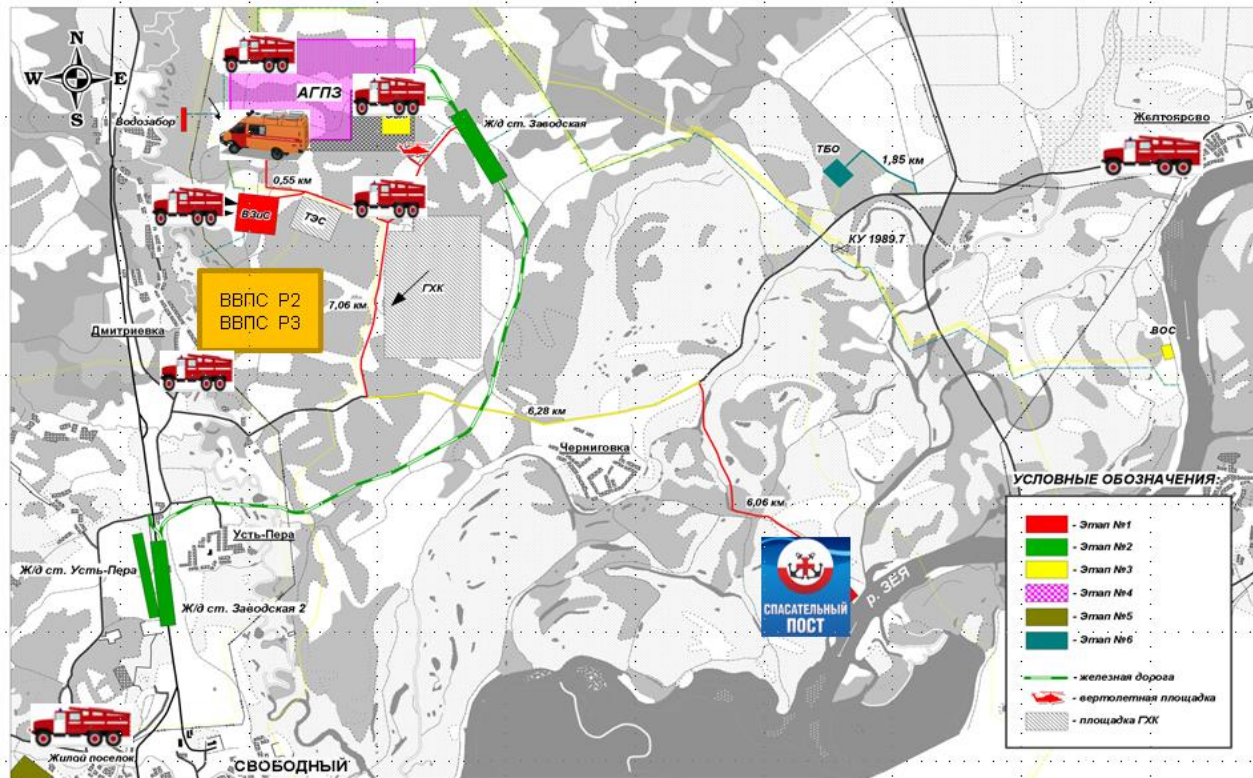 N
W E
S
АГПЗ
Водозабор
Ж/д ст. Заводская
0,55 км
ВЗиС
ТЭС
ТБО
1,85 км
Желтоярово
КУ 1989.7
ГХК
7,06 км
ВВПС Р2
ВВПС Р3
Дмитриевка
ВОС
6,28 км
Черниговка
6,06 км
Усть-Пера
Ж/д ст. Усть-Пера
Ж/д ст. Заводская 2
СПАСАТЕЛЬНЫЙ
ПОСТ
р. ЗЕЯ
Жилой поселок
СВОБОДНЫЙ
УСЛОВНЫЕ ОБОЗНАЧЕНИЯ:
- Этап №1
- Этап №2
- Этап №3
- Этап №4
- Этап №5
- Этап №6
- железная дорога
- вертолетная площадка
- площадка ГХК